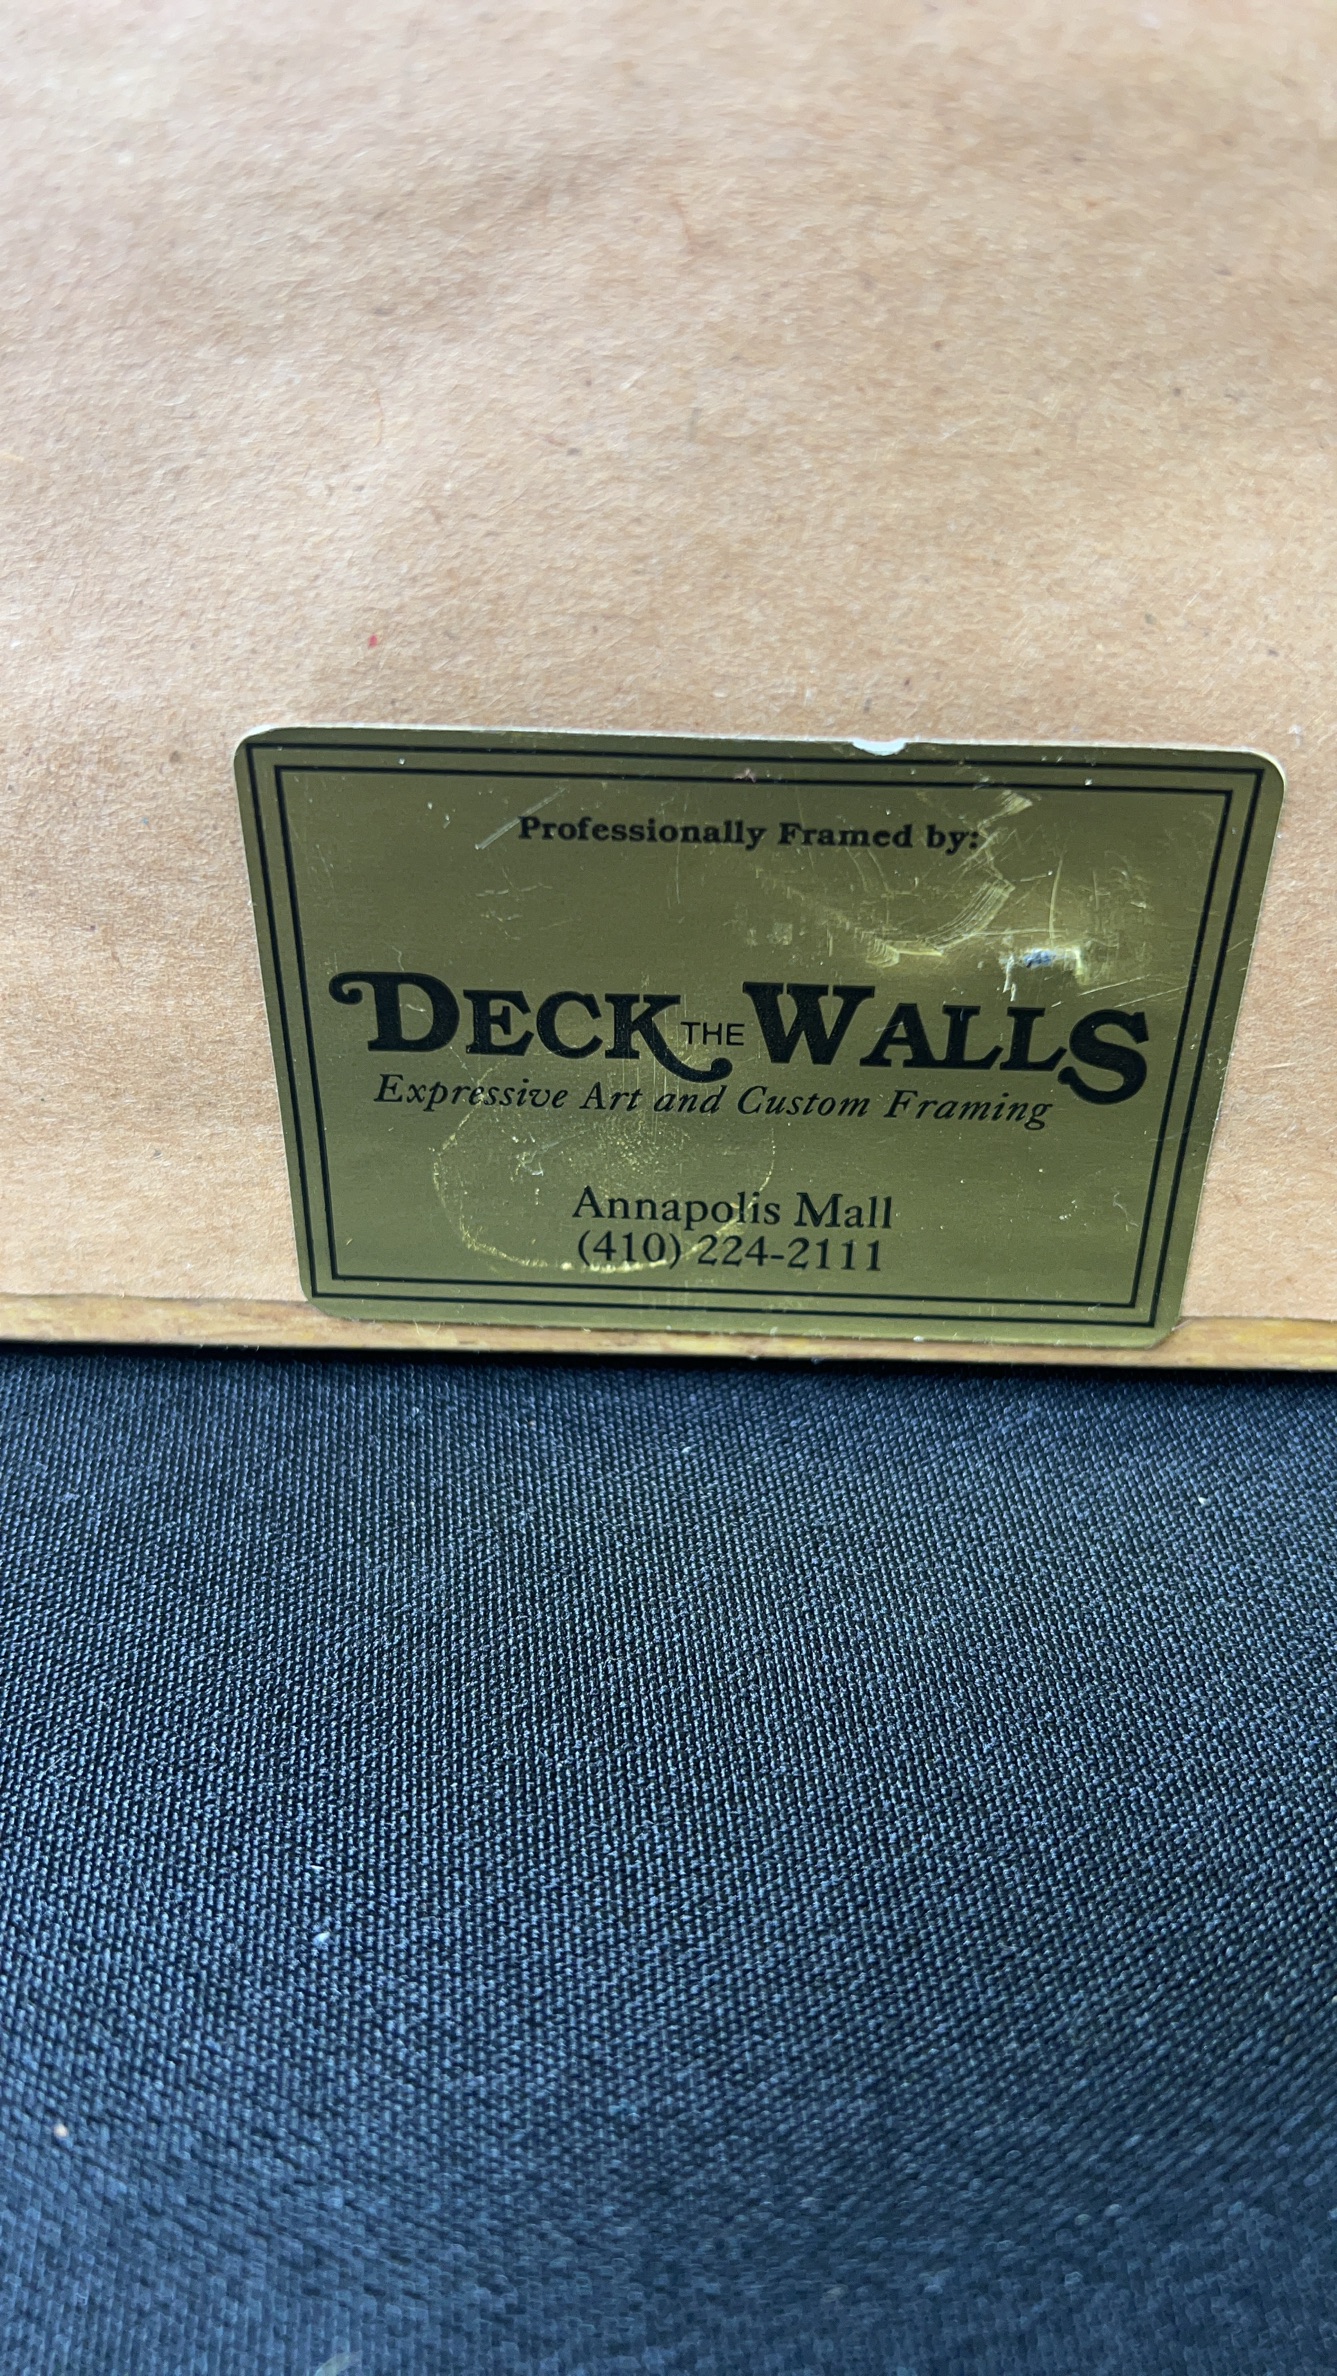 Professionally Framed by:
DECK THE WALLS
Expressive Art and Custom Framing
Annapolis Mall
(410) 224-2111